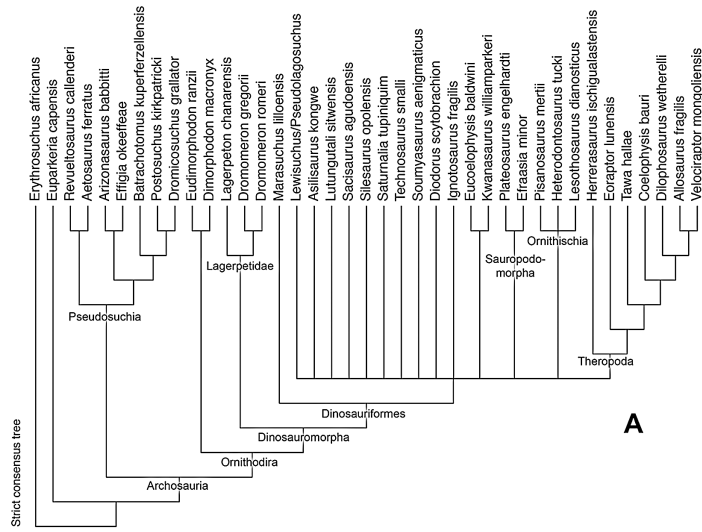 Erythrosuchus africanus
Euparkeria capensis
Revueltosaurus callenderi
Aetosaurus ferratus
Arizonasaurus babbitti
Effigia okeeffeae
Batrachotomus kuperferzellensis
Postosuchus kirkpatricki
Dromicosuchus grallator
Eudimorphodon ranzii
Dimorphodon macronyx
Lagerpeton chanarensis
Dromomeron gregorii
Dromomeron romeri
Marasuchus lilloensis
Lewisuchus/Pseudolagosuchus
Asilisaurus kongwe
Lutungutali sitwensis
Sacisaurus agudoensis
Silesaurus opolensis
Saturnalia tupiniquim
Technosaurus smalli
Soumyasaurus aenigmaticus
Diodorus scytobrachion
Ignotosaurus fragilis
Eucoelophysis baldwini
Kwanasaurus williamparkeri
Plateosaurus engelhardti
Efraasia minor
Pisanosaurus mertii
Heterodontosaurus tucki
Lesothosaurus dianosticus
Herrerasaurus ischigualastensis
Eoraptor lunensis
Tawa hallae
Coelophysis bauri
Dilophosaurus wetherelli
Allosaurus fragilis
Velociraptor mongoliensis
Ornithischia
Sauropodo-
morpha
Lagerpetidae
Pseudosuchia
Theropoda
Dinosauriformes
Dinosauromorpha
Ornithodira
Archosauria
A
Strict consensus tree